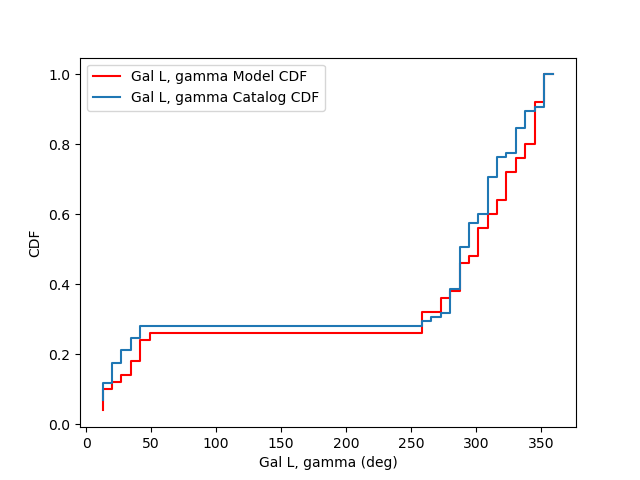 Gal L, gamma Model CDF
Gal L, gamma Catalog CDF
CDF
1.0
0.8
0.6
0.4
0.2
0.0
0 50 100 150 200 250 300 350
Gal L, gamma (deg)